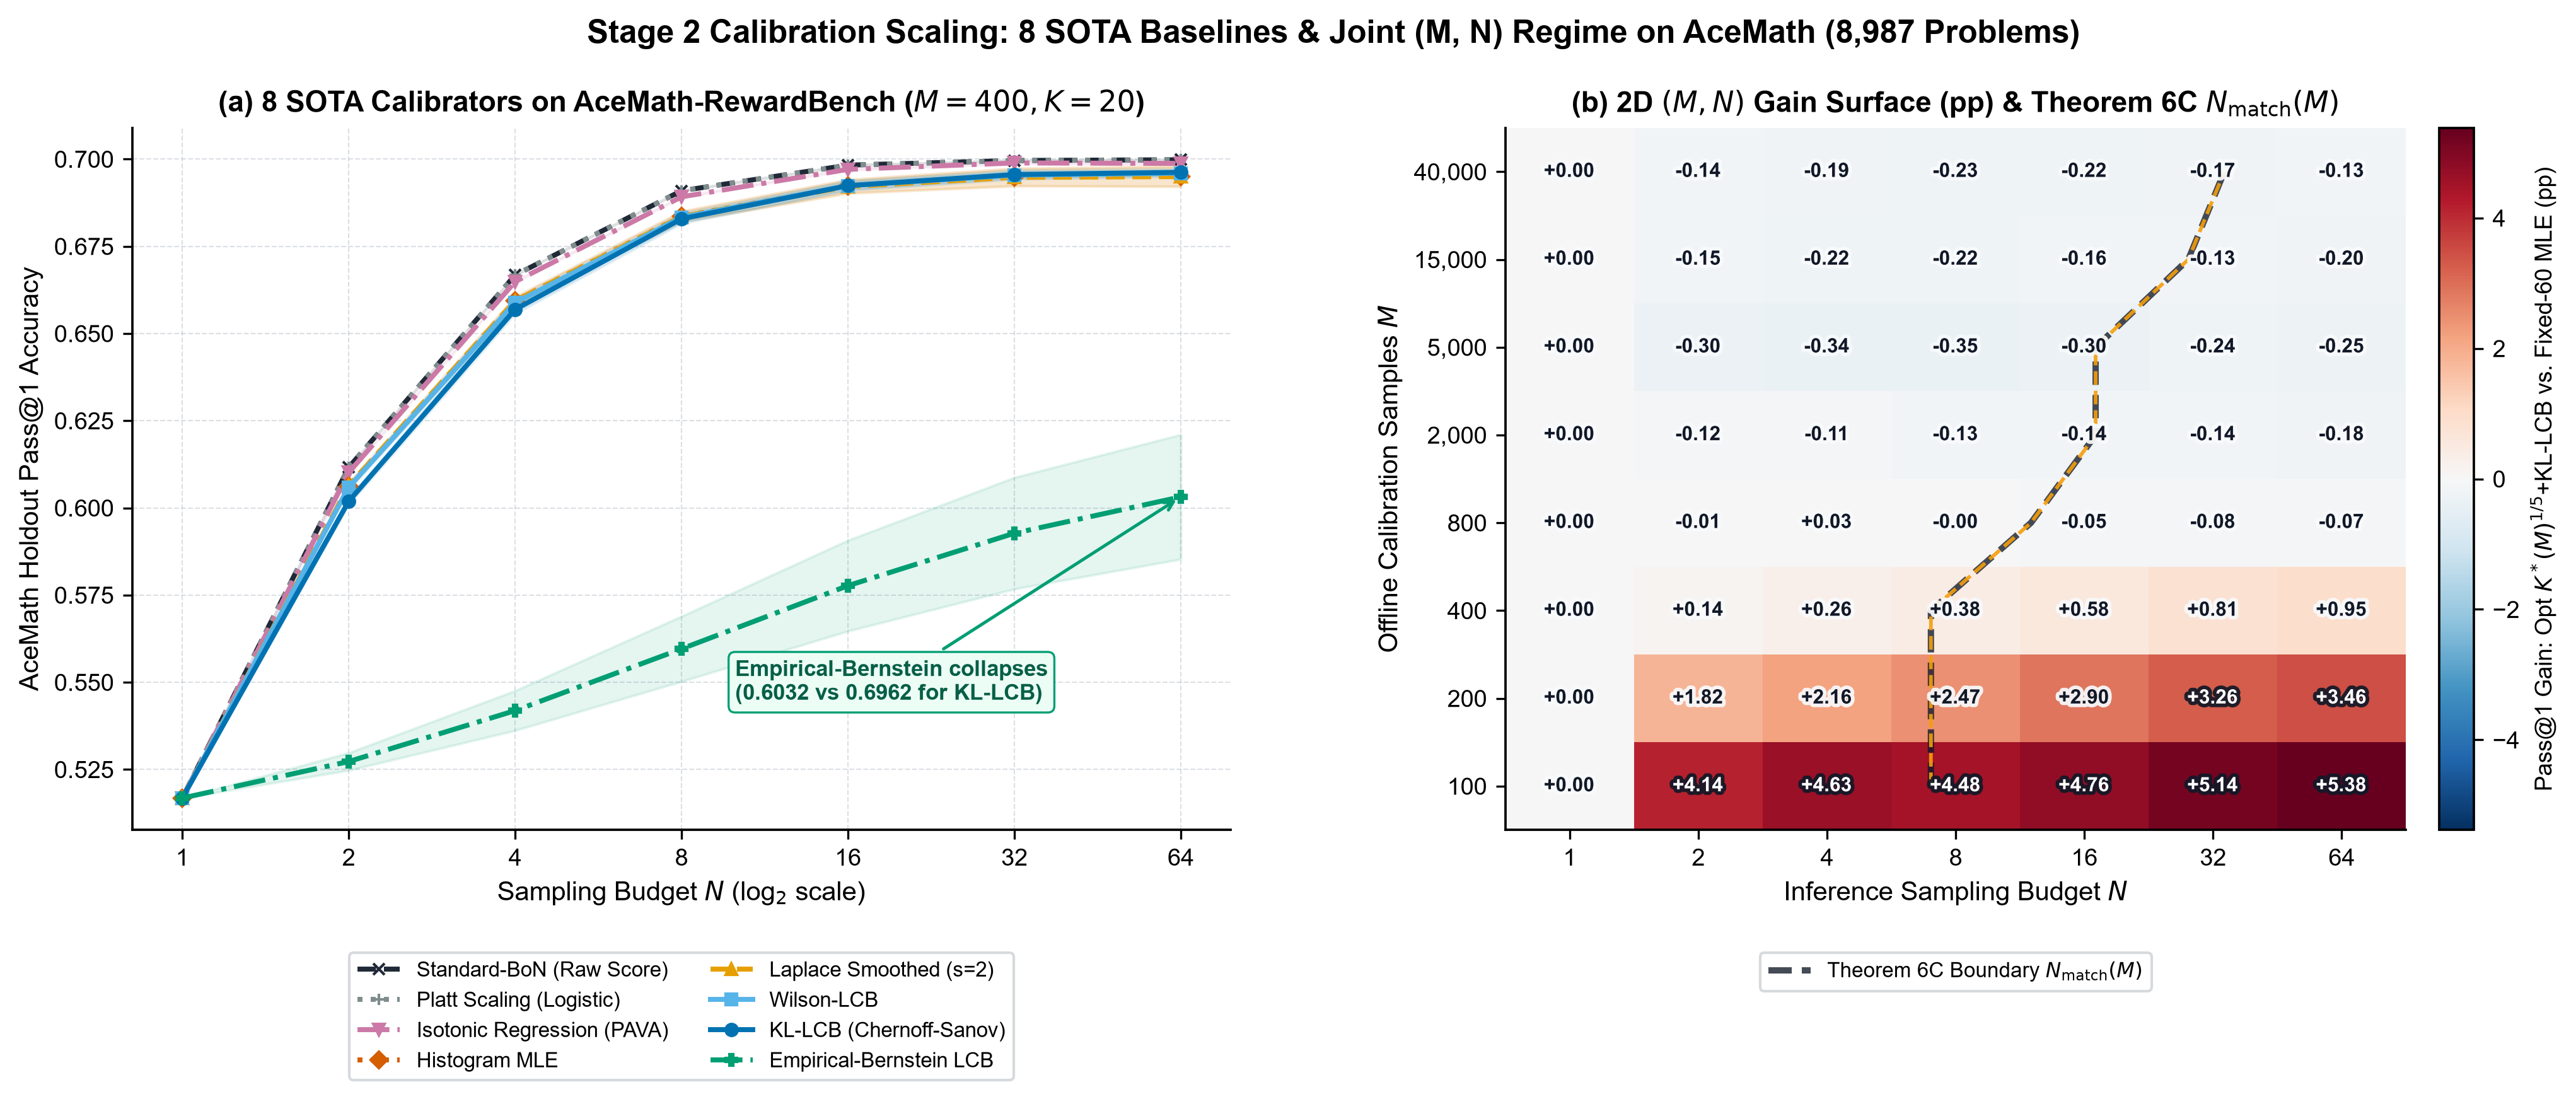 Stage 2 Calibration Scaling: 8 SOTA Baselines & Joint (M, N) Regime on AceMath (8,987 Problems)
(a) 8 SOTA Calibrators on AceMath-RewardBench (M = 400, K = 20)
AceMath Holdout Pass@1 Accuracy
0.700
0.675
0.650
0.625
0.600
0.575
0.550
0.525
Empirical-Bernstein collapses
(0.6032 vs 0.6962 for KL-LCB)
1 2 4 8 16 32 64
Sampling Budget N (log₂ scale)
Standard-BoN (Raw Score)
Platt Scaling (Logistic)
Isotonic Regression (PAVA)
Histogram MLE
Laplace Smoothed (s=2)
Wilson-LCB
KL-LCB (Chernoff-Sanov)
Empirical-Bernstein LCB
(b) 2D (M, N) Gain Surface (pp) & Theorem 6C N_match(M)
Offline Calibration Samples M
40,000 +0.00 -0.14 -0.19 -0.23 -0.22 -0.17 -0.13
15,000 +0.00 -0.15 -0.22 -0.22 -0.16 -0.13 -0.20
5,000 +0.00 -0.30 -0.34 -0.35 -0.30 -0.24 -0.25
2,000 +0.00 -0.12 -0.11 -0.13 -0.14 -0.14 -0.18
800 +0.00 -0.01 +0.03 -0.00 -0.05 -0.08 -0.07
400 +0.00 +0.14 +0.26 +0.38 +0.58 +0.81 +0.95
200 +0.00 +1.82 +2.16 +2.47 +2.90 +3.26 +3.46
100 +0.00 +4.14 +4.63 +4.48 +4.76 +5.14 +5.38
1 2 4 8 16 32 64
Inference Sampling Budget N
Theorem 6C Boundary N_match(M)
4
2
0
−2
−4
Pass@1 Gain: Opt K*(M)^1/5+KL-LCB vs. Fixed-60 MLE (pp)